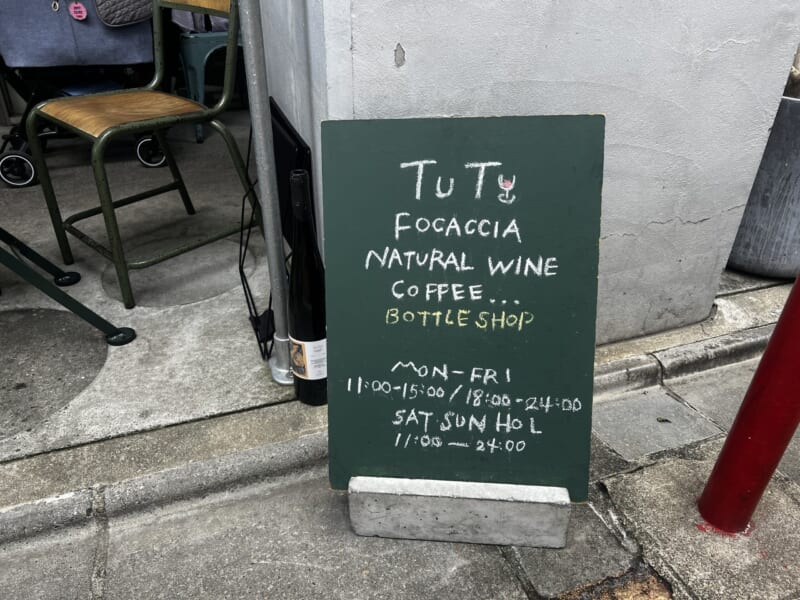 TUTY
FOCACCIA
NATURAL WINE
COFFEE...
BOTTLE SHOP
MON-FRI
11:00-15:00/18:00-24:00
SAT SUN HOL
11:00-24:00